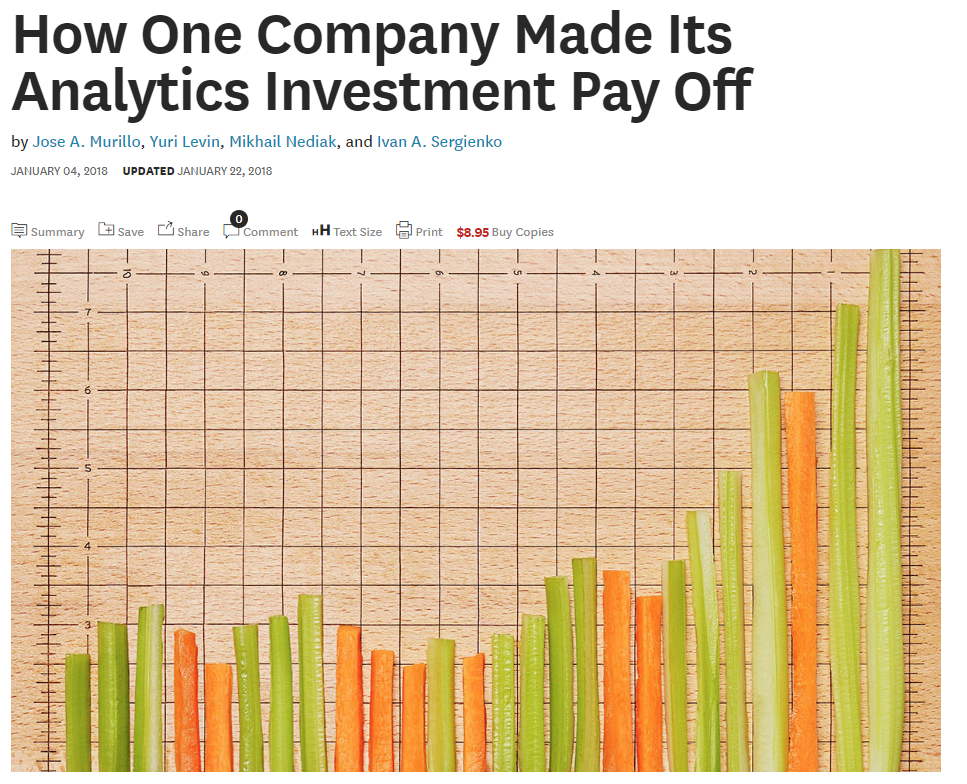 How One Company Made Its
Analytics Investment Pay Off
by Jose A. Murillo, Yuri Levin, Mikhail Nediak, and Ivan A. Sergienko
JANUARY 04, 2018 UPDATED JANUARY 22, 2018
0
Summary Save Share Comment HH Text Size Print $8.95 Buy Copies
10 9 8 7 6 5 4 3 2 1
7
6
5
4
3